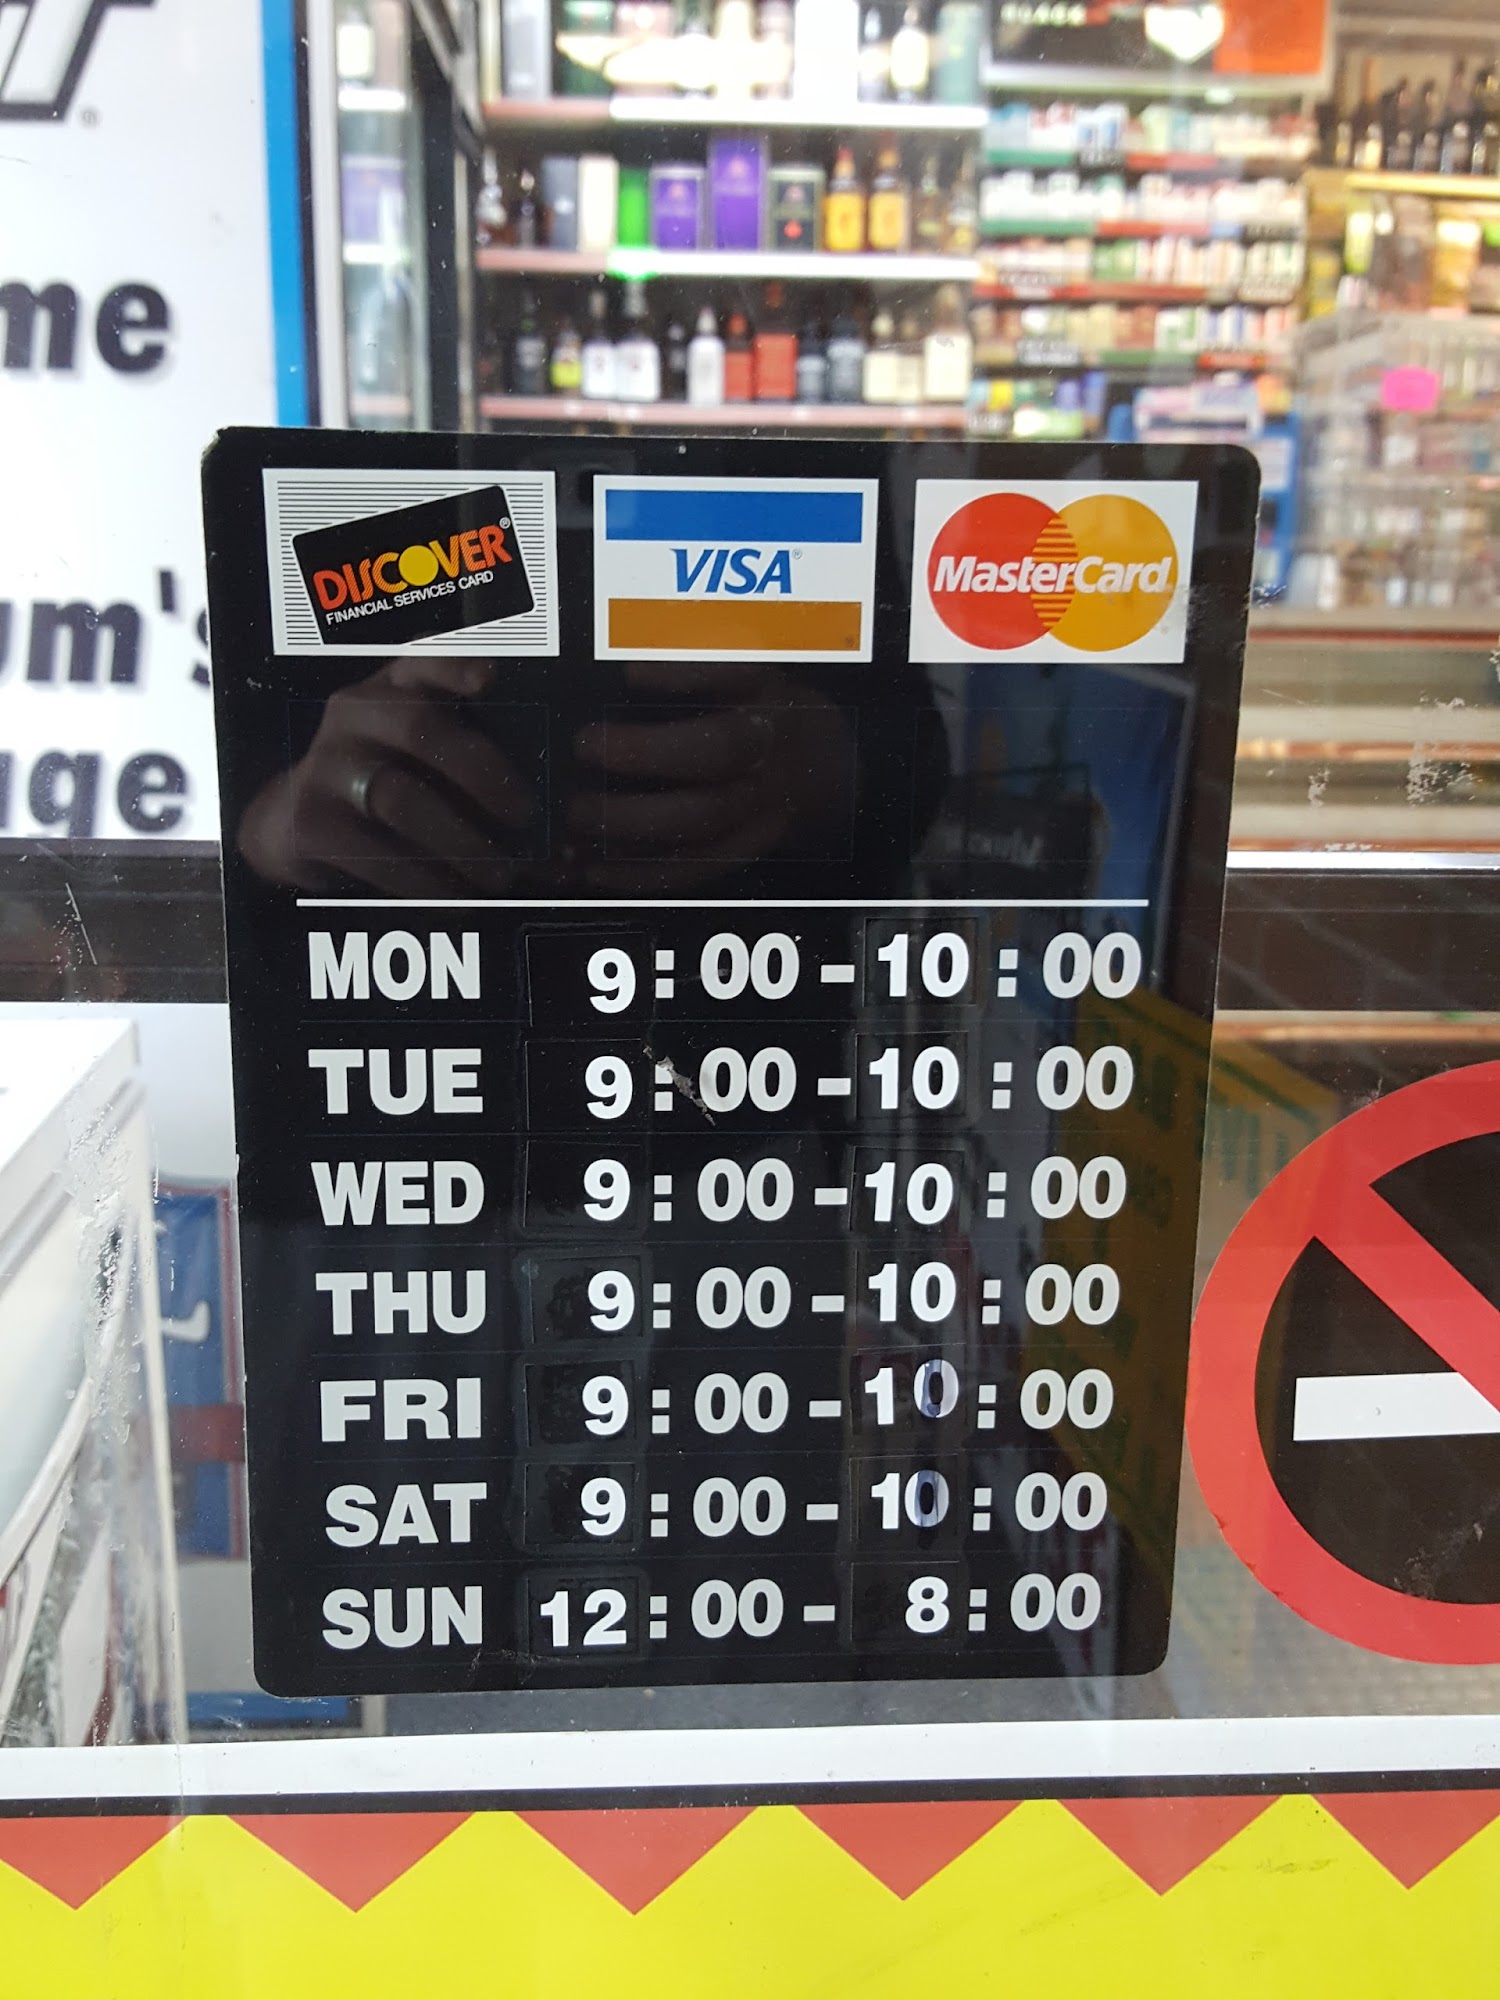 me
um's
age
DISCOVER®
FINANCIAL SERVICES CARD
VISA®
MasterCard
MON 9:00-10:00
TUE 9:00-10:00
WED 9:00-10:00
THU 9:00-10:00
FRI 9:00-10:00
SAT 9:00-10:00
SUN 12:00-8:00